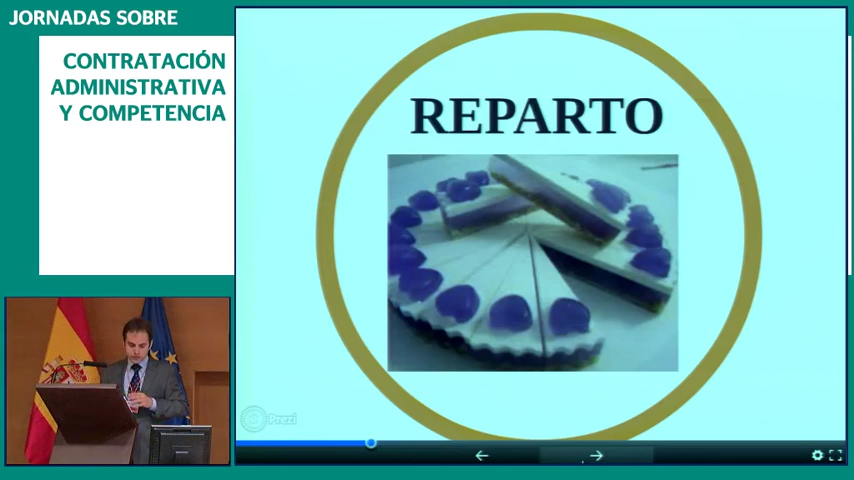 JORNADAS SOBRE
CONTRATACIÓN
ADMINISTRATIVA
Y COMPETENCIA
REPARTO
Prezi